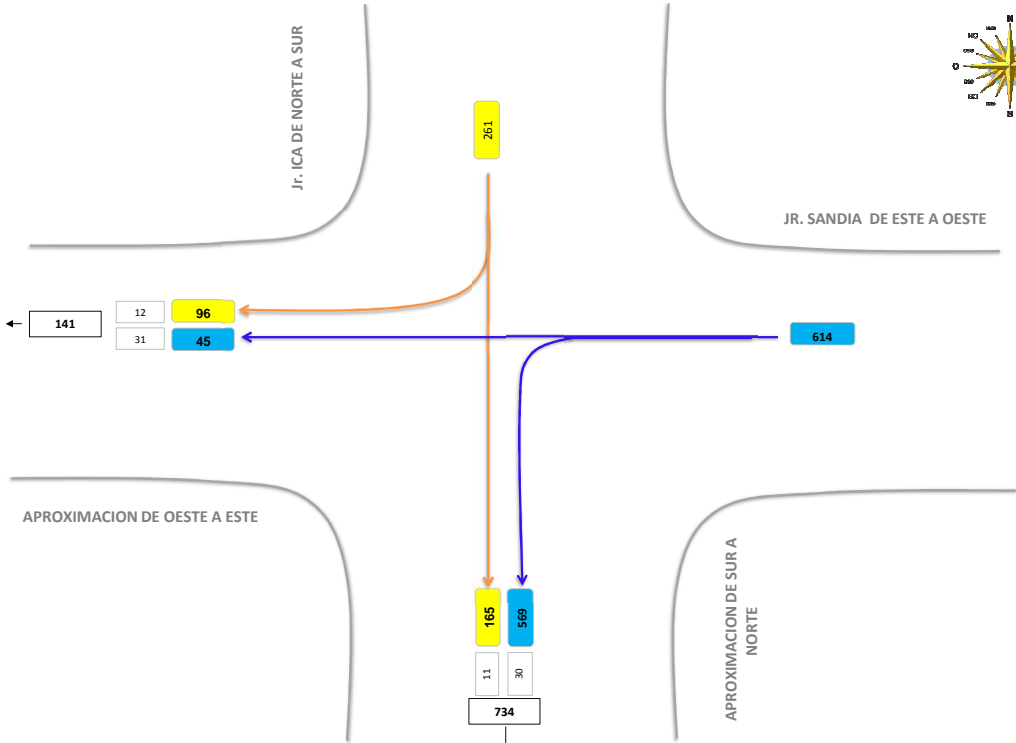 N
O
Jr. ICA DE NORTE A SUR
261
JR. SANDIA DE ESTE A OESTE
141
12
96
31
45
614
APROXIMACION DE OESTE A ESTE
165
569
11
30
734
APROXIMACION DE SUR A
NORTE